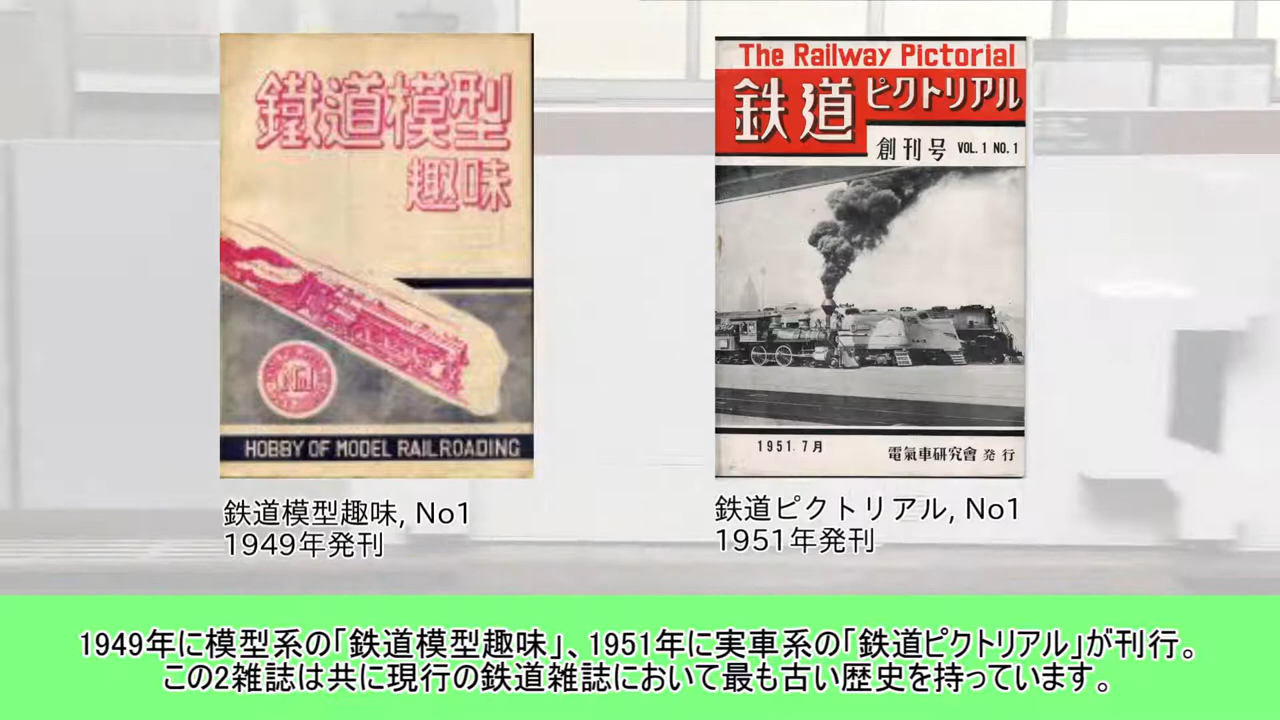 鐵道模型
趣味
HOBBY OF MODEL RAILROADING
鉄道模型趣味, No1
1949年発刊
The Railway Pictorial
鉄道ピクトリアル
創刊号 VOL.1 NO.1
1951.7月
電氣車研究會 発行
鉄道ピクトリアル, No1
1951年発刊
1949年に模型系の「鉄道模型趣味」、1951年に実車系の「鉄道ピクトリアル」が刊行。
この2雑誌は共に現行の鉄道雑誌において最も古い歴史を持っています。